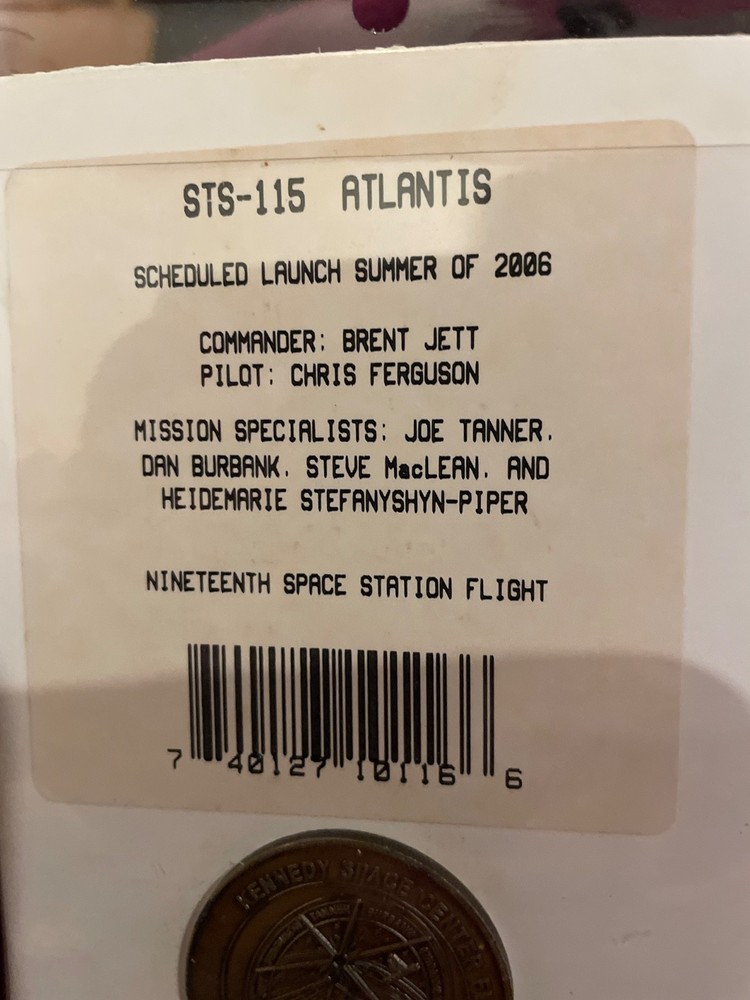 STS-115 ATLANTIS
SCHEDULED LAUNCH SUMMER OF 2006
COMMANDER: BRENT JETT
PILOT: CHRIS FERGUSON
MISSION SPECIALISTS: JOE TANNER,
DAN BURBANK, STEVE MacLEAN, AND
HEIDEMARIE STEFANYSHYN-PIPER
NINETEENTH SPACE STATION FLIGHT
7 40127 10116 6
KENNEDY SPACE CENTER
TANNER